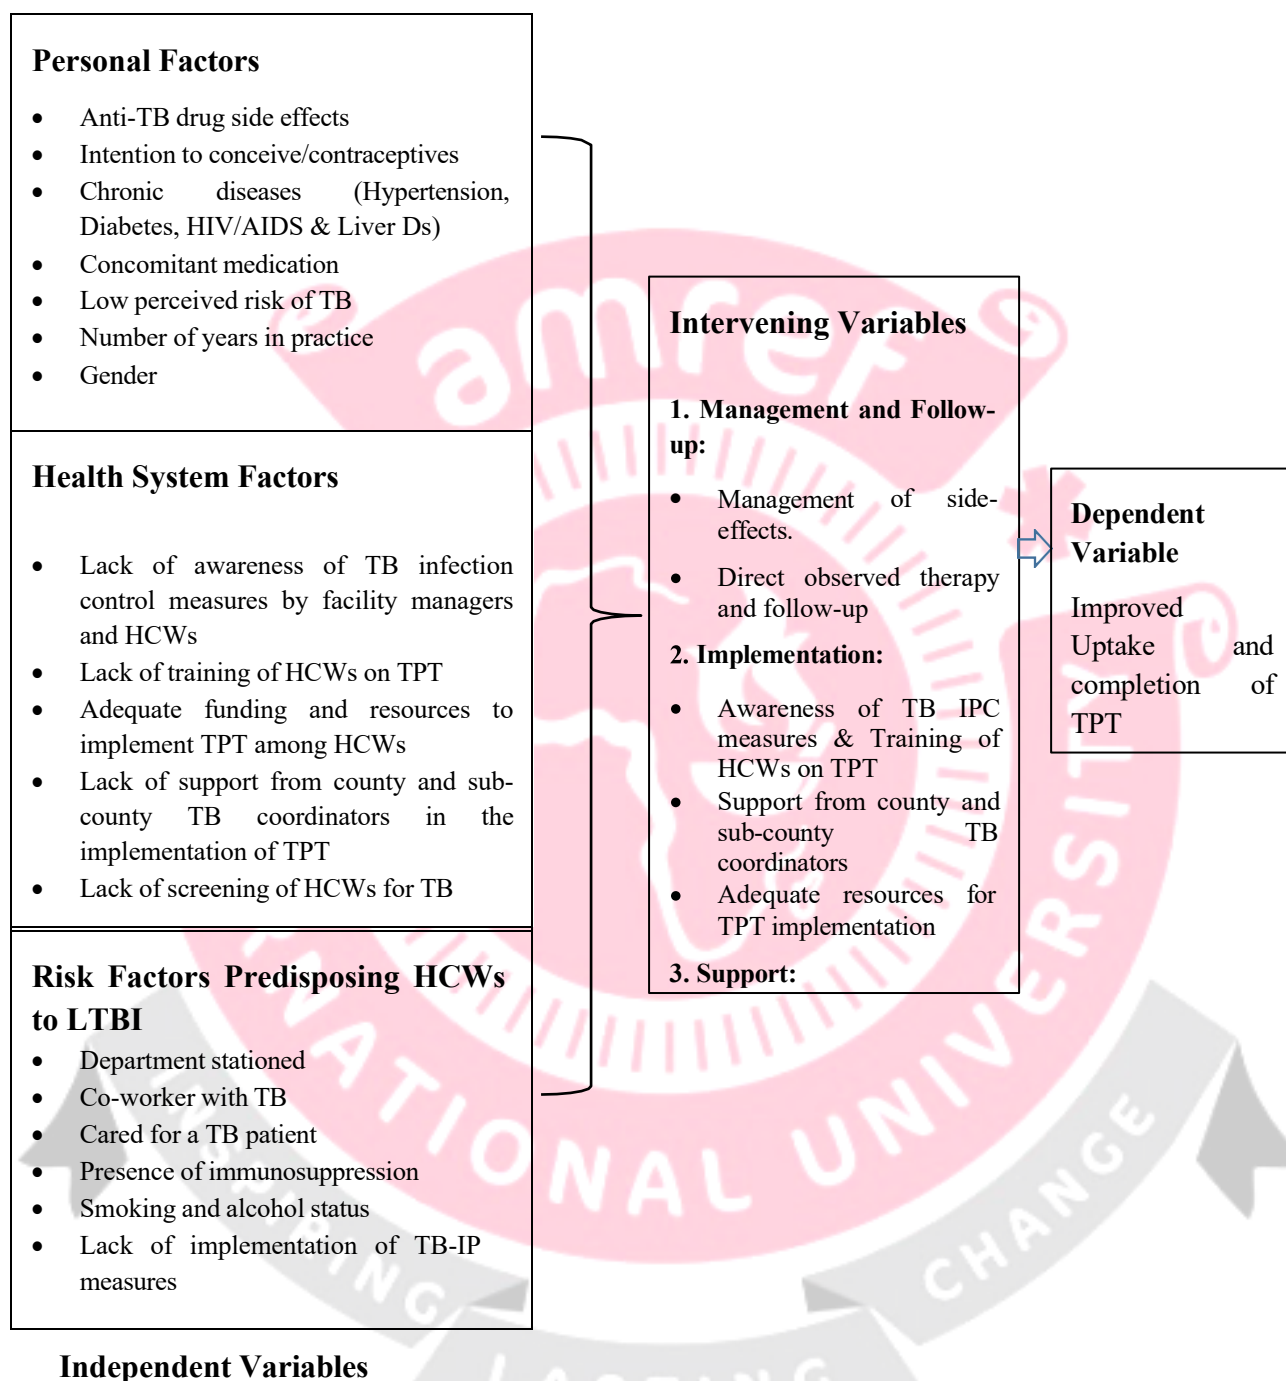 Personal Factors
• Anti-TB drug side effects
• Intention to conceive/contraceptives
• Chronic diseases (Hypertension,
Diabetes, HIV/AIDS & Liver Ds)
• Concomitant medication
• Low perceived risk of TB
• Number of years in practice
• Gender
Health System Factors
• Lack of awareness of TB infection
control measures by facility managers
and HCWs
• Lack of training of HCWs on TPT
• Adequate funding and resources to
implement TPT among HCWs
• Lack of support from county and sub-
county TB coordinators in the
implementation of TPT
• Lack of screening of HCWs for TB
Risk Factors Predisposing HCWs
to LTBI
• Department stationed
• Co-worker with TB
• Cared for a TB patient
• Presence of immunosuppression
• Smoking and alcohol status
• Lack of implementation of TB-IP
measures
Independent Variables
Intervening Variables
1. Management and Follow-
up:
• Management of side-
effects.
• Direct observed therapy
and follow-up
2. Implementation:
• Awareness of TB IPC
measures & Training of
HCWs on TPT
• Support from county and
sub-county TB
coordinators
• Adequate resources for
TPT implementation
3. Support:
Dependent
Variable
Improved
Uptake and
completion of
TPT
amref
NATIONAL UNIVERSITY
INSPIRING
LASTING
CHANGE